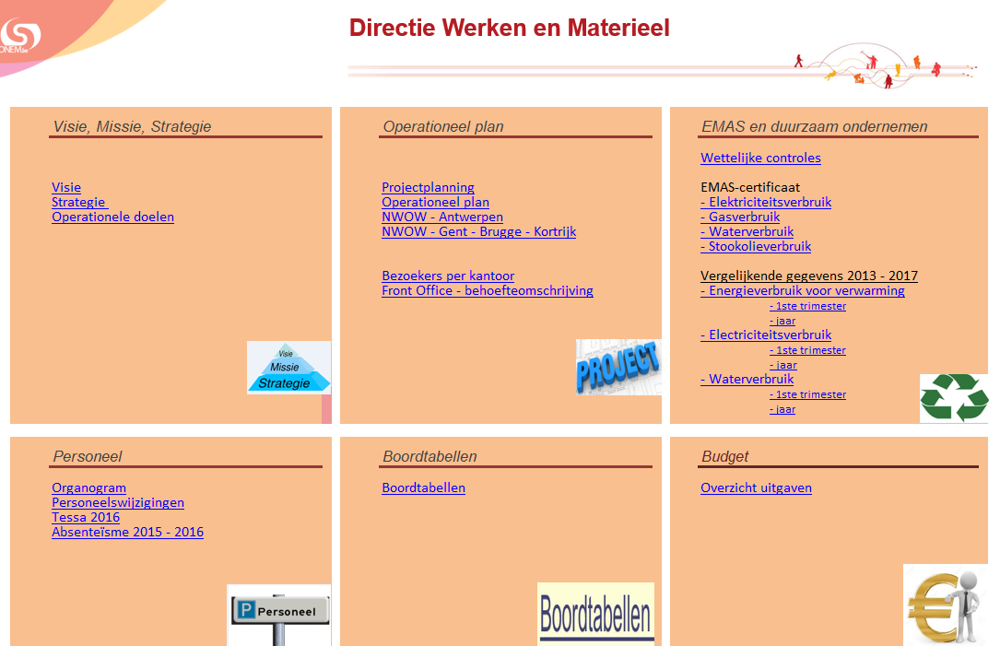 ONEM.be
Directie Werken en Materieel
Visie, Missie, Strategie
Visie
Strategie
Operationele doelen
Visie
Missie
Strategie
Operationeel plan
Projectplanning
Operationeel plan
NWOW - Antwerpen
NWOW - Gent - Brugge - Kortrijk
Bezoekers per kantoor
Front Office - behoefteomschrijving
PROJECT
EMAS en duurzaam ondernemen
Wettelijke controles
EMAS-certificaat
- Elektriciteitsverbruik
- Gasverbruik
- Waterverbruik
- Stookolieverbruik
Vergelijkende gegevens 2013 - 2017
- Energieverbruik voor verwarming
- 1ste trimester
- jaar
- Electriciteitsverbruik
- 1ste trimester
- jaar
- Waterverbruik
- 1ste trimester
- jaar
Personeel
Organogram
Personeelswijzigingen
Tessa 2016
Absenteïsme 2015 - 2016
P Personeel
Boordtabellen
Boordtabellen
Boordtabellen
Budget
Overzicht uitgaven